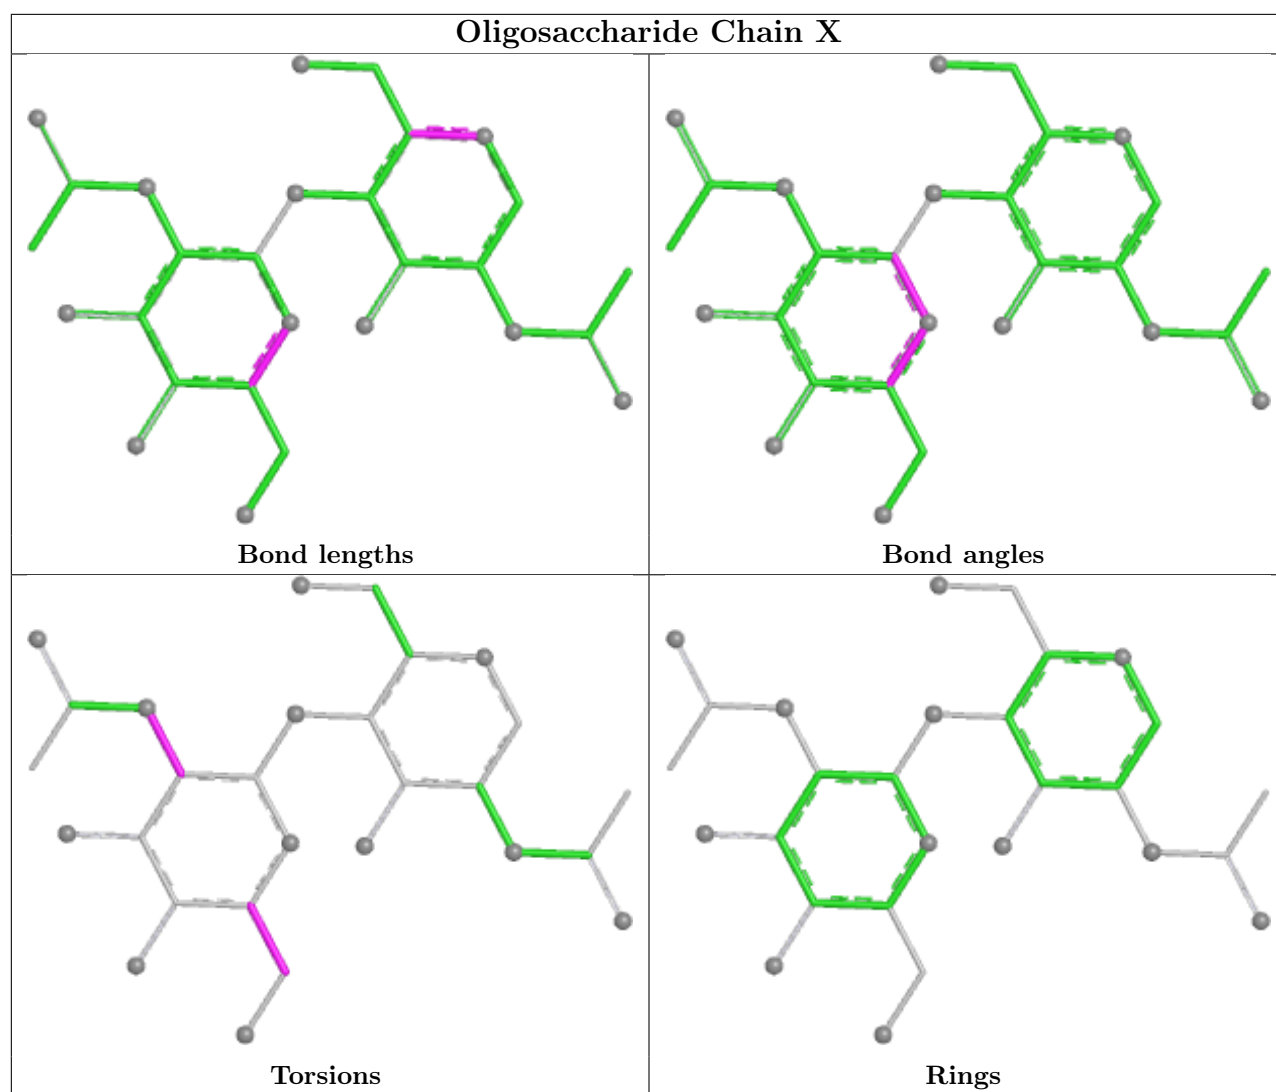 Oligosaccharide Chain X
Bond lengths
Bond angles
Torsions
Rings